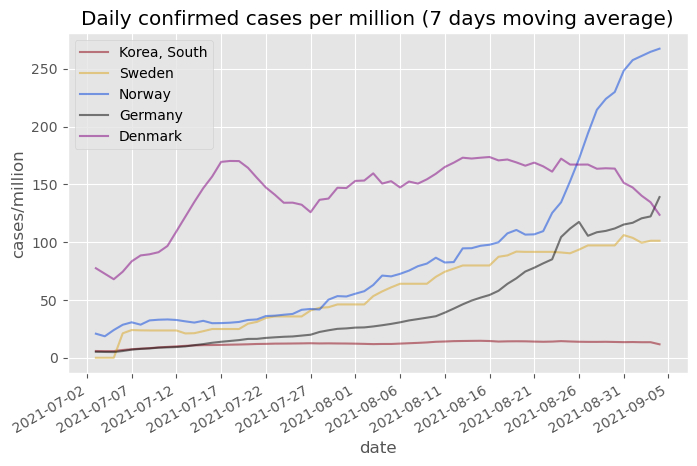 Daily confirmed cases per million (7 days moving average)
Korea, South
Sweden
Norway
Germany
Denmark
cases/million
250
200
150
100
50
0
2021-07-02
2021-07-07
2021-07-12
2021-07-17
2021-07-22
2021-07-27
2021-08-01
2021-08-06
2021-08-11
2021-08-16
2021-08-21
2021-08-26
2021-08-31
2021-09-05
date